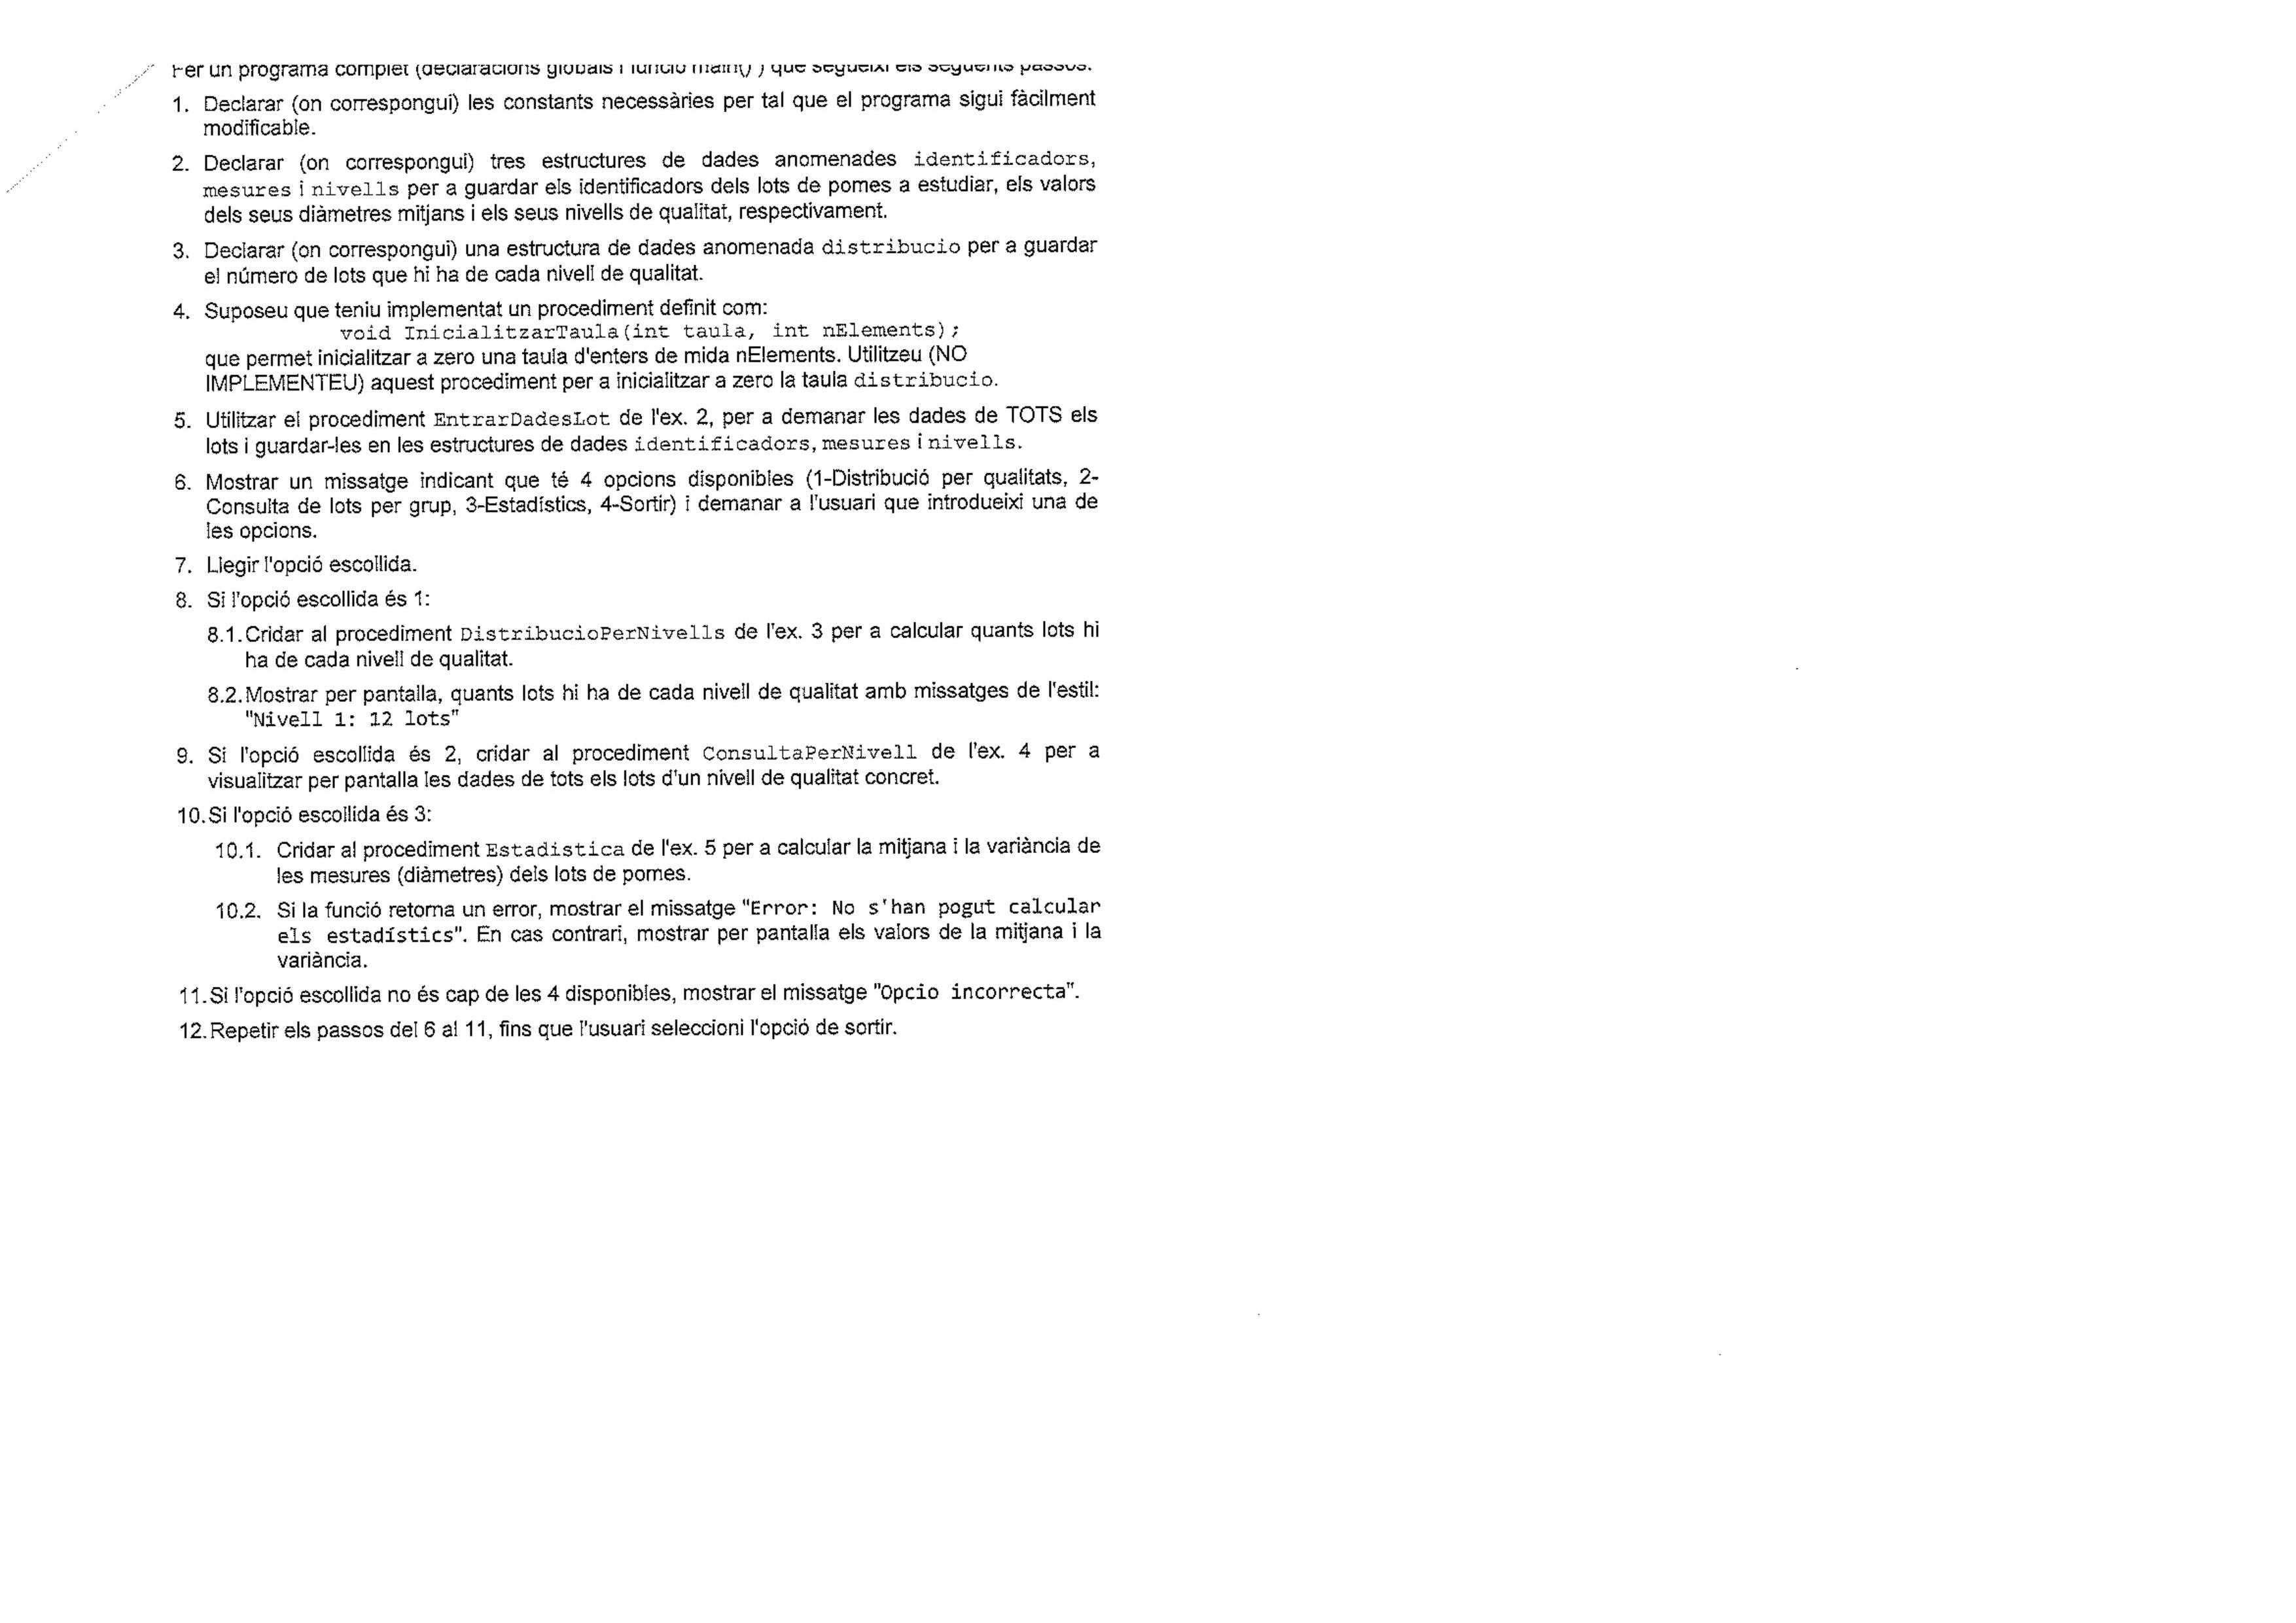 Fer un programa complet (declaracions globals i funció main() ) que segueixi els següents passos.
1. Declarar (on correspongui) les constants necessàries per tal que el programa sigui fàcilment
modificable.
2. Declarar (on correspongui) tres estructures de dades anomenades identificadors,
mesures i nivells per a guardar els identificadors dels lots de pomes a estudiar, els valors
dels seus diàmetres mitjans i els seus nivells de qualitat, respectivament.
3. Declarar (on correspongui) una estructura de dades anomenada distribucio per a guardar
el número de lots que hi ha de cada nivell de qualitat.
4. Suposeu que teniu implementat un procediment definit com:
void InicialitzarTaula(int taula, int nElements);
que permet inicialitzar a zero una taula d'enters de mida nElements. Utilitzeu (NO
IMPLEMENTEU) aquest procediment per a inicialitzar a zero la taula distribucio.
5. Utilitzar el procediment EntrarDadesLot de l'ex. 2, per a demanar les dades de TOTS els
lots i guardar-les en les estructures de dades identificadors, mesures i nivells.
6. Mostrar un missatge indicant que té 4 opcions disponibles (1-Distribució per qualitats, 2-
Consulta de lots per grup, 3-Estadístics, 4-Sortir) i demanar a l'usuari que introdueixi una de
les opcions.
7. Llegir l'opció escollida.
8. Si l'opció escollida és 1:
8.1. Cridar al procediment DistribucioPerNivells de l'ex. 3 per a calcular quants lots hi
ha de cada nivell de qualitat.
8.2. Mostrar per pantalla, quants lots hi ha de cada nivell de qualitat amb missatges de l'estil:
"Nivell 1: 12 lots"
9. Si l'opció escollida és 2, cridar al procediment ConsultaPerNivell de l'ex. 4 per a
visualitzar per pantalla les dades de tots els lots d'un nivell de qualitat concret.
10. Si l'opció escollida és 3:
10.1. Cridar al procediment Estadistica de l'ex. 5 per a calcular la mitjana i la variància de
les mesures (diàmetres) dels lots de pomes.
10.2. Si la funció retorna un error, mostrar el missatge "Error: No s'han pogut calcular
els estadístics". En cas contrari, mostrar per pantalla els valors de la mitjana i la
variància.
11. Si l'opció escollida no és cap de les 4 disponibles, mostrar el missatge "Opcio incorrecta".
12. Repetir els passos del 6 al 11, fins que l'usuari seleccioni l'opció de sortir.